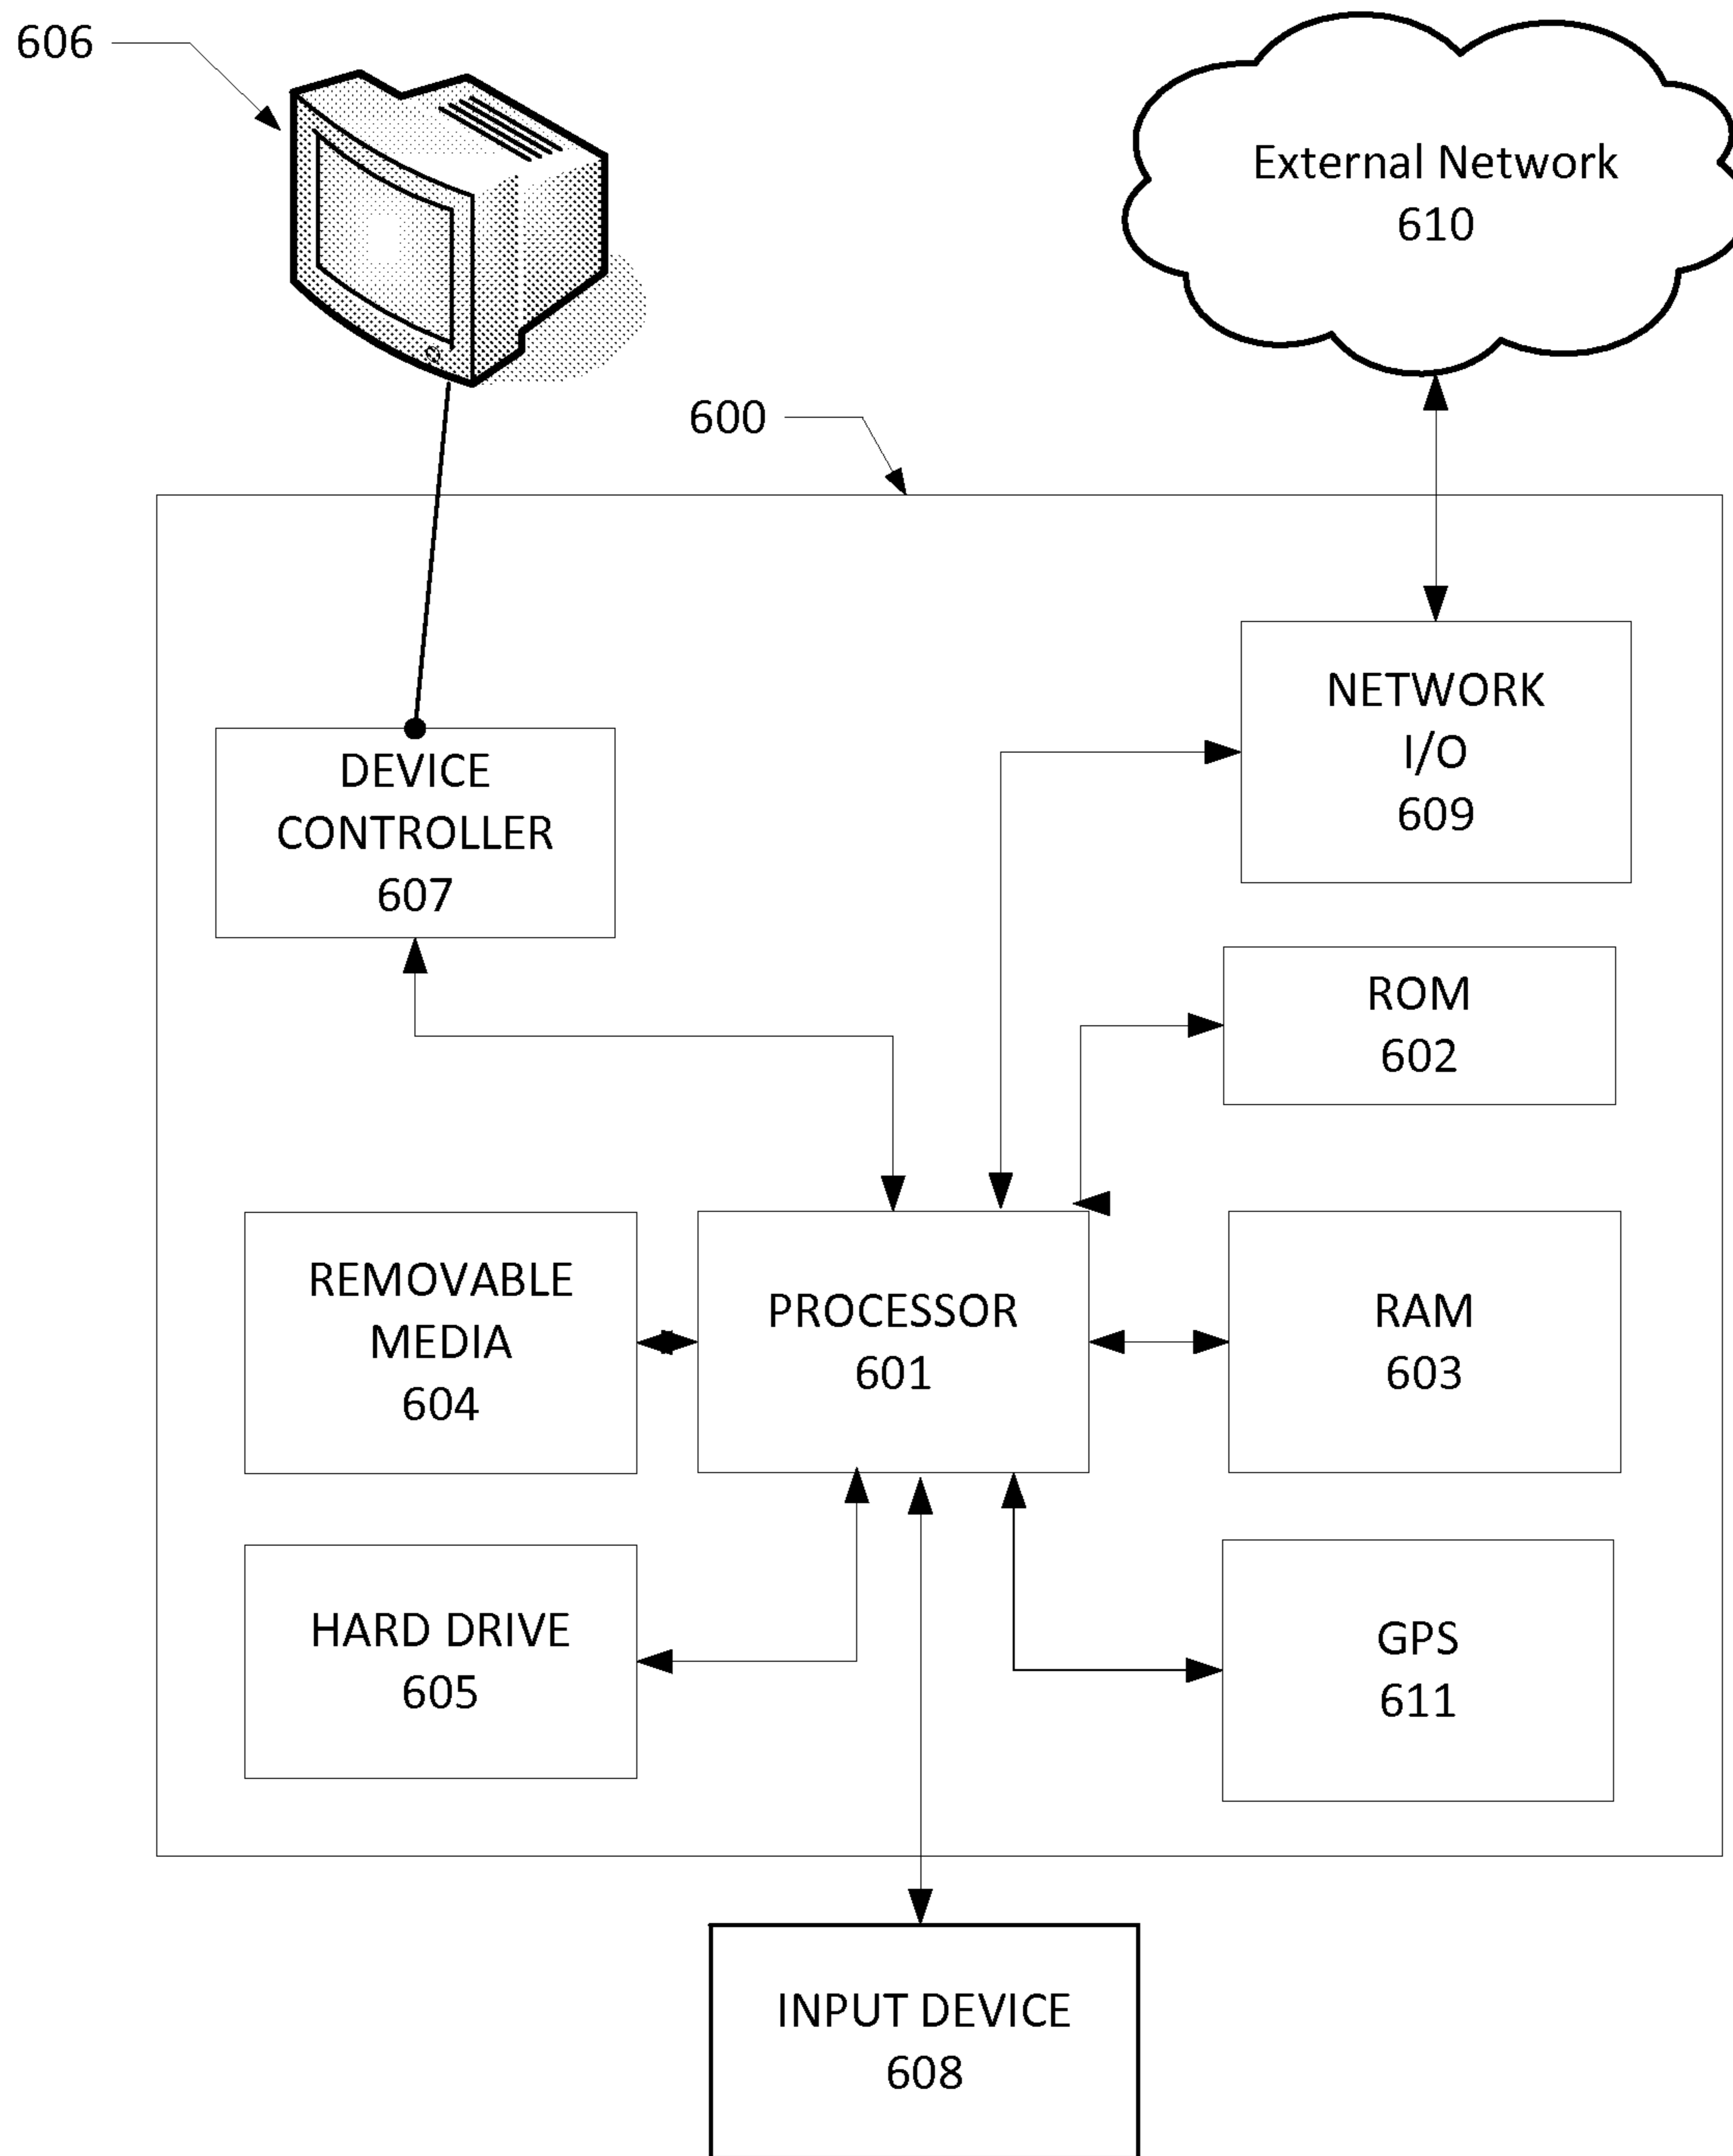 606
External Network
610
600
NETWORK
I/O
609
DEVICE
CONTROLLER
607
ROM
602
REMOVABLE
MEDIA
604
PROCESSOR
601
RAM
603
HARD DRIVE
605
GPS
611
INPUT DEVICE
608